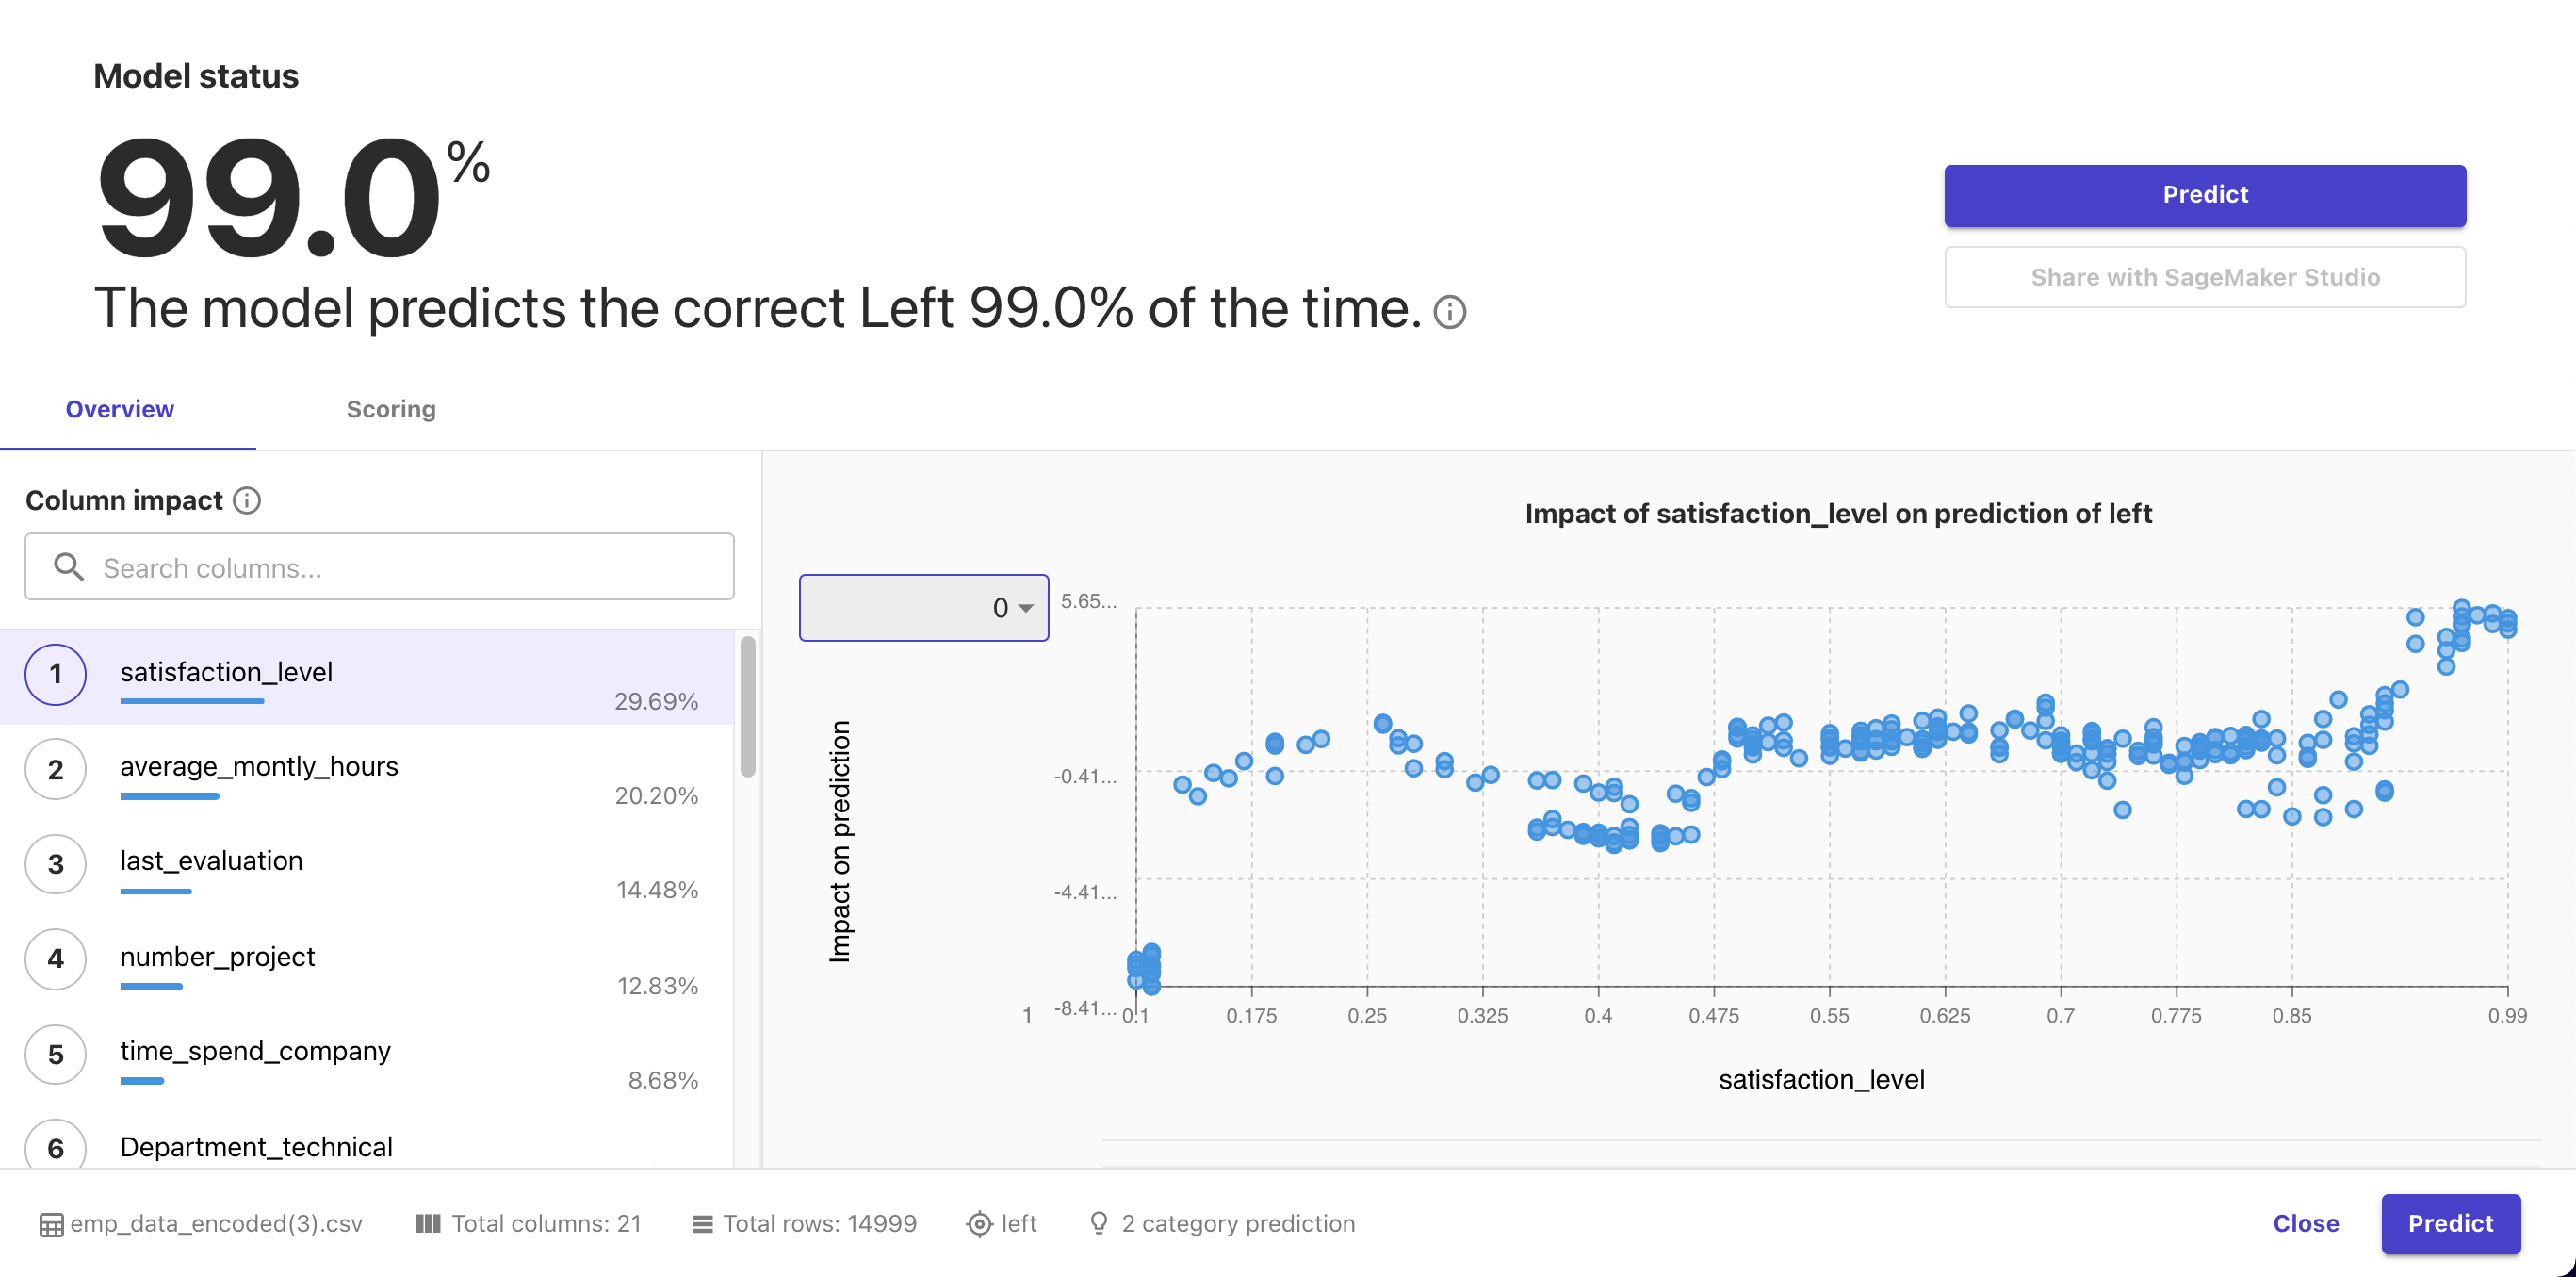 Model status
99.0%
The model predicts the correct Left 99.0% of the time.
Predict
Share with SageMaker Studio
Overview
Scoring
Column impact
Search columns...
1 satisfaction_level 29.69%
2 average_montly_hours 20.20%
3 last_evaluation 14.48%
4 number_project 12.83%
5 time_spend_company 8.68%
6 Department_technical
Impact of satisfaction_level on prediction of left
0
5.65...
-0.41...
-4.41...
-8.41...
Impact on prediction
1
0.1 0.175 0.25 0.325 0.4 0.475 0.55 0.625 0.7 0.775 0.85 0.99
satisfaction_level
emp_data_encoded(3).csv Total columns: 21 Total rows: 14999 left 2 category prediction
Close
Predict